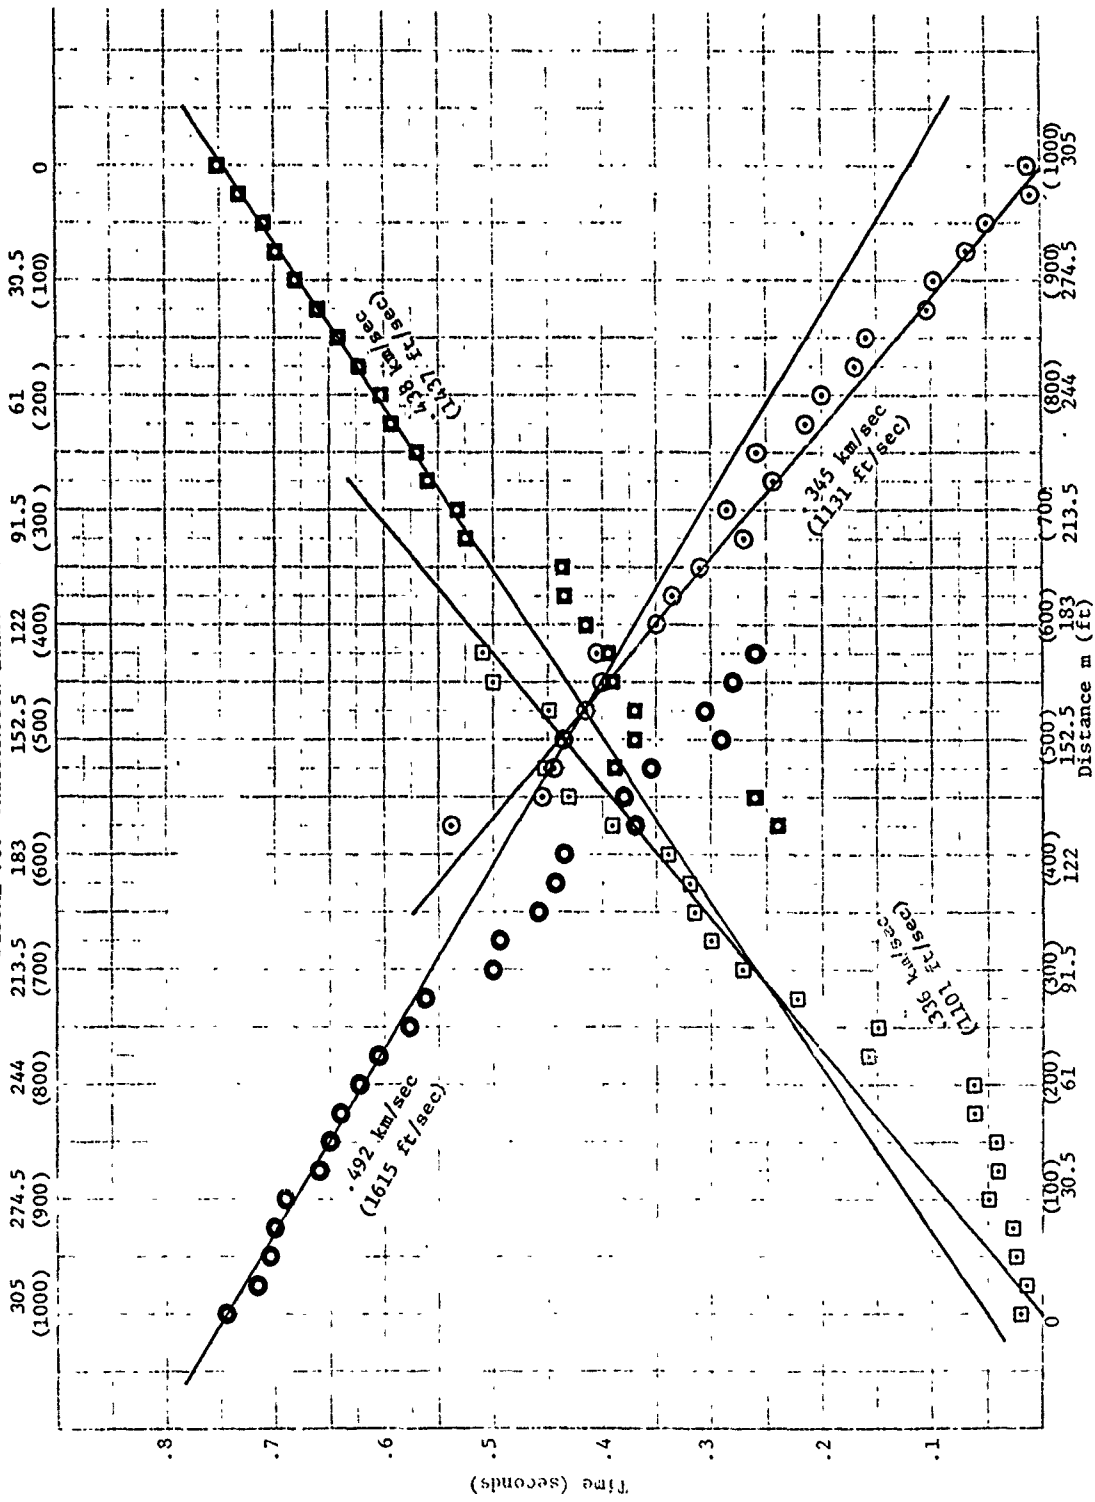 305 274.5 244 213.5 183 152.5 122 91.5 61 30.5 0
(1000) (900) (800) (700) (600) (500) (400) (300) (200) (100)
.8
.7
.6
.5
.4
.3
.2
.1
Time (seconds)
.492 km/sec
(1615 ft/sec)
.438 km/sec
(1437 ft/sec)
.336 km/sec
(1101 ft/sec)
.345 km/sec
(1131 ft/sec)
0 (100) (200) (300) (400) (500) (600) (700. (800) (900) (1000)
30.5 61 91.5 122 152.5 183 213.5 244 274.5 305
Distance m (ft)